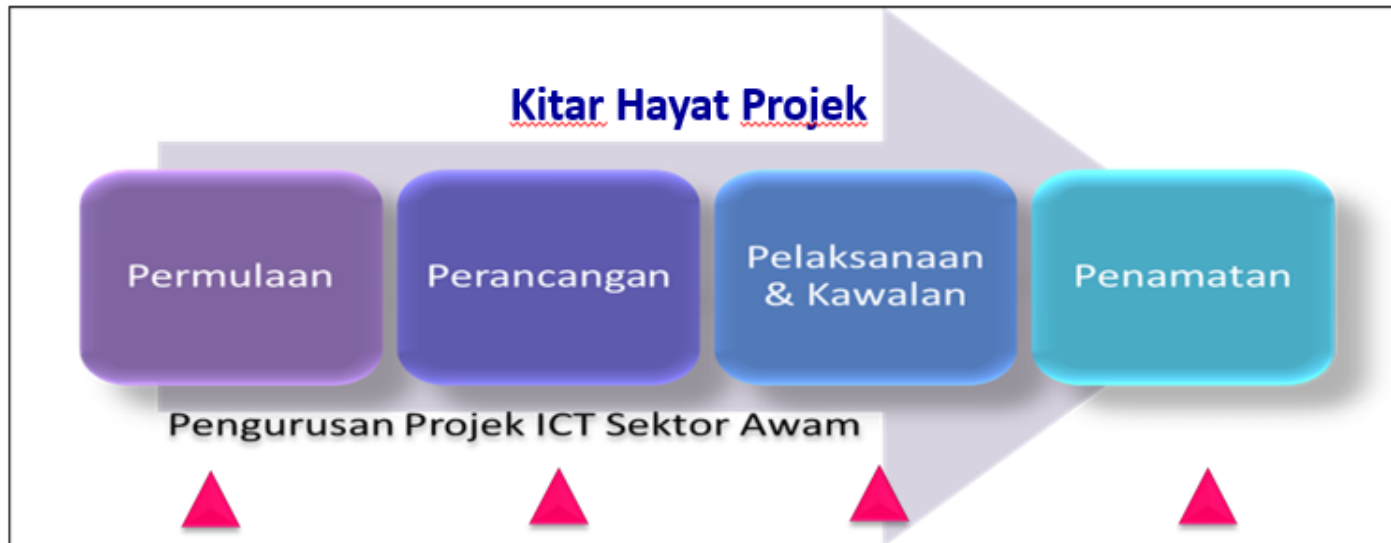 Kitar Hayat Projek
Permulaan
Perancangan
Pelaksanaan
& Kawalan
Penamatan
Pengurusan Projek ICT Sektor Awam